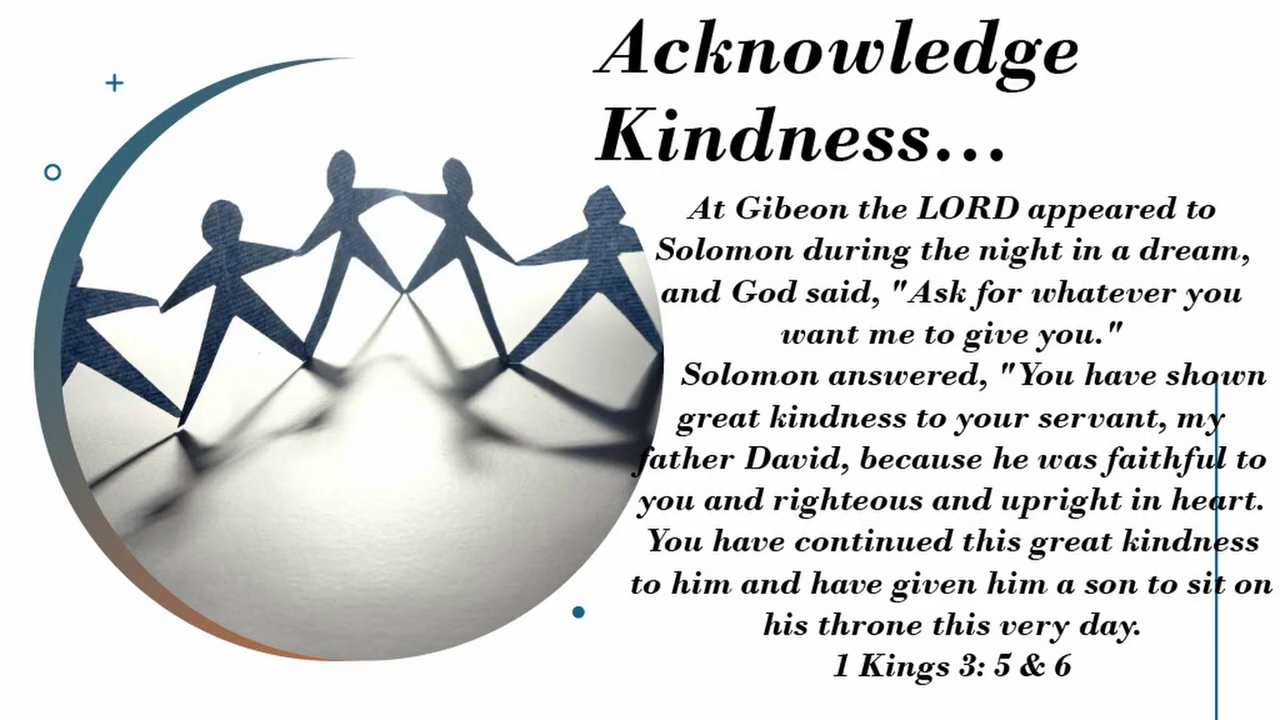 Acknowledge
Kindness...
At Gibeon the LORD appeared to
Solomon during the night in a dream,
and God said, "Ask for whatever you
want me to give you."
Solomon answered, "You have shown
great kindness to your servant, my
father David, because he was faithful to
you and righteous and upright in heart.
You have continued this great kindness
to him and have given him a son to sit on
his throne this very day.
1 Kings 3: 5 & 6